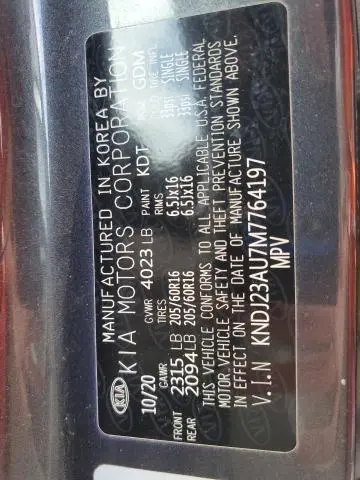 MANUFACTURED IN KOREA BY
KIA KIA MOTORS CORPORATION
10/20 GVWR 4023 LB PAINT KDT GDM
GAWR TIRES RIMS
FRONT 2315 LB 205/60R16 6.5Jx16 33psi SINGLE
REAR 2094 LB 205/60R16 6.5Jx16 33psi SINGLE
THIS VEHICLE CONFORMS TO ALL APPLICABLE U.S.A. FEDERAL
MOTOR VEHICLE SAFETY AND THEFT PREVENTION STANDARDS
IN EFFECT ON THE DATE OF MANUFACTURE SHOWN ABOVE.
V.I.N KNDJ23AU7M7764197
MPV